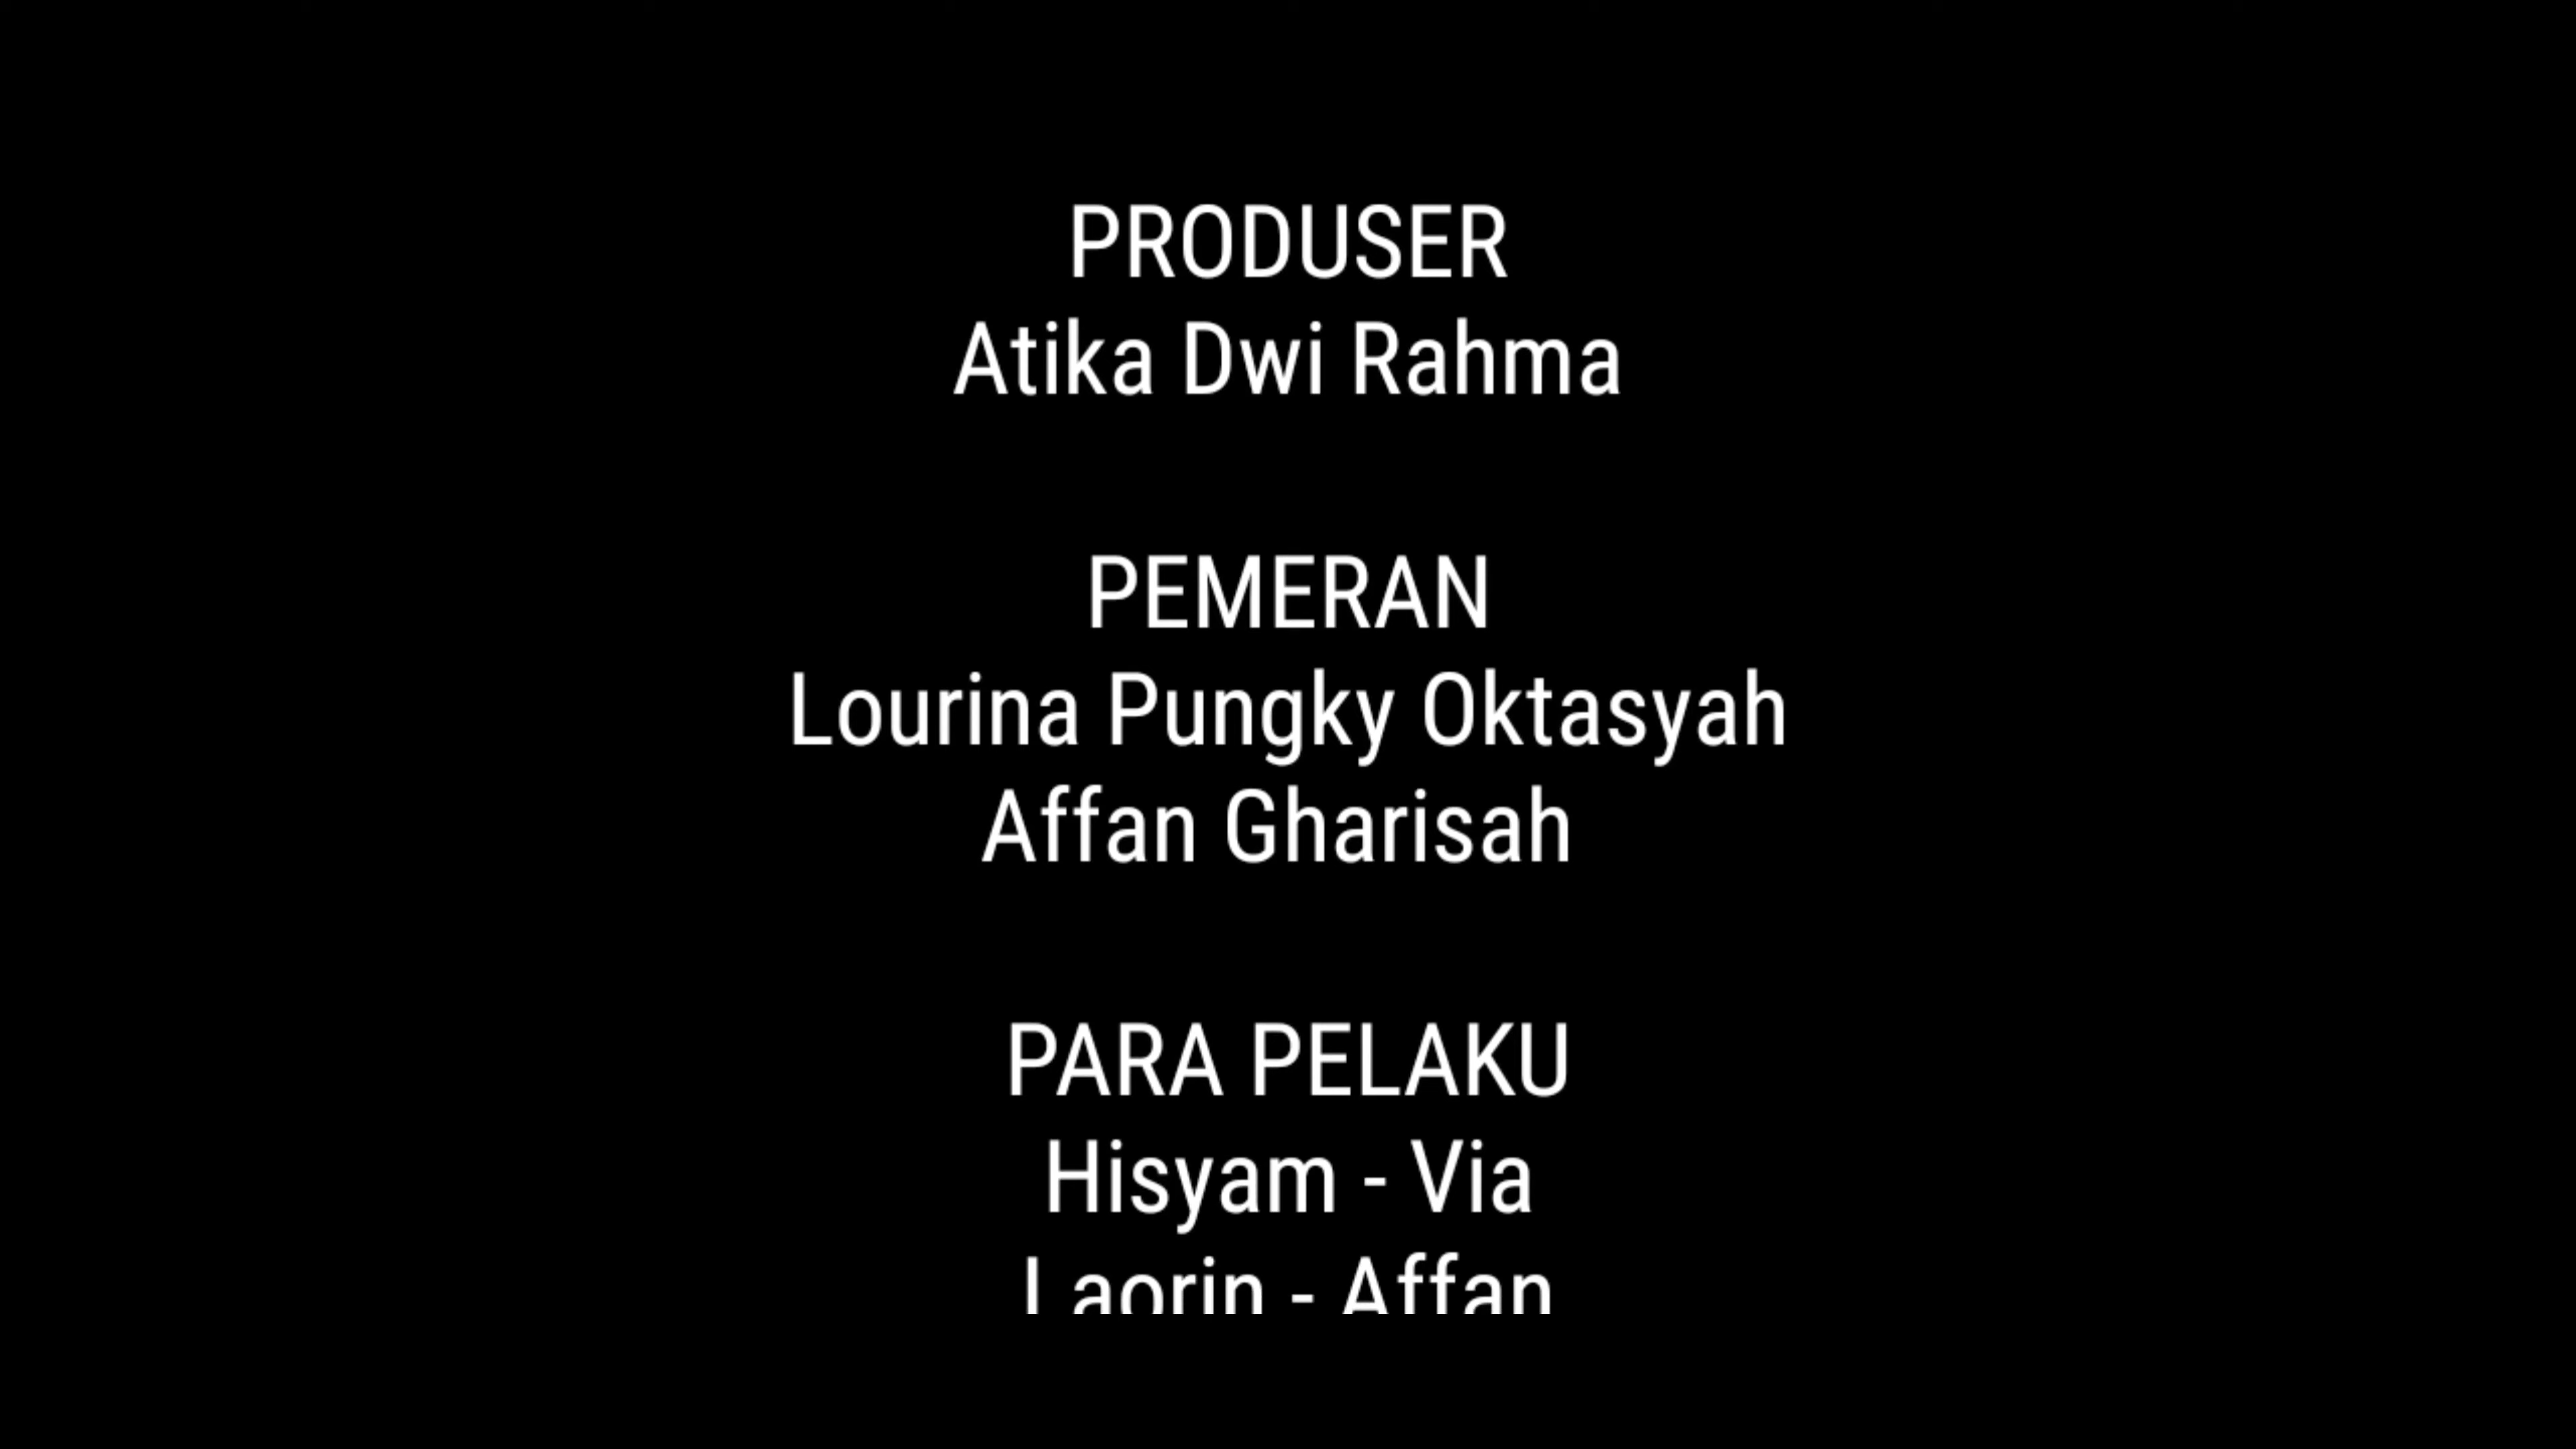 PRODUSER
Atika Dwi Rahma
PEMERAN
Lourina Pungky Oktasyah
Affan Gharisah
PARA PELAKU
Hisyam - Via
Laorin - Affan